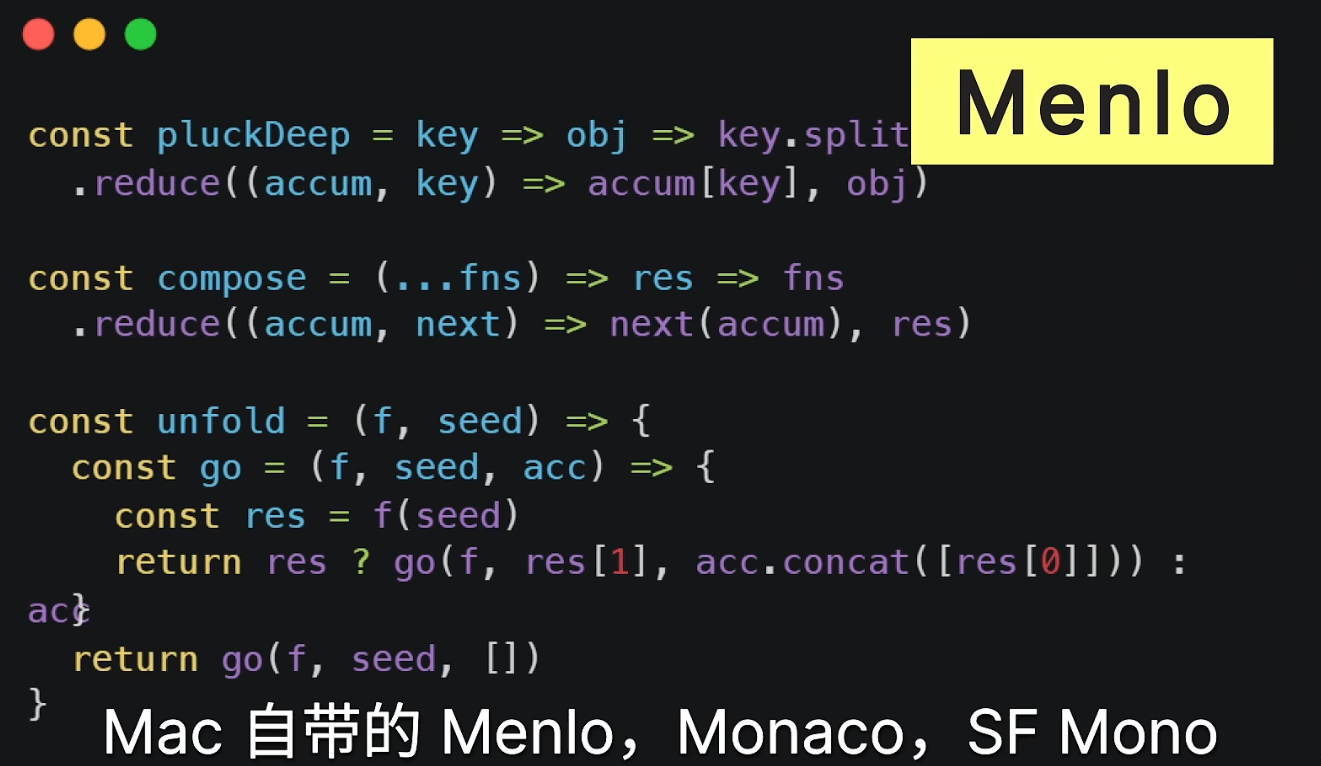 Menlo
const pluckDeep = key => obj => key.split
  .reduce((accum, key) => accum[key], obj)
const compose = (...fns) => res => fns
  .reduce((accum, next) => next(accum), res)
const unfold = (f, seed) => {
  const go = (f, seed, acc) => {
    const res = f(seed)
    return res ? go(f, res[1], acc.concat([res[0]])) :
acc
  }
  return go(f, seed, [])
}
Mac 自带的 Menlo，Monaco，SF Mono